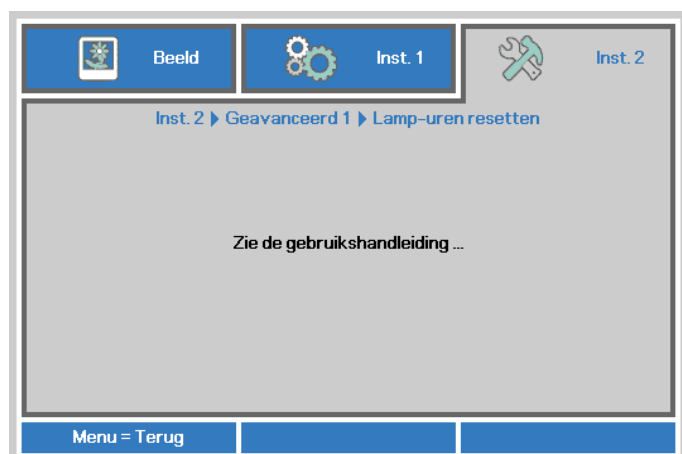 Beeld
Inst. 1
Inst. 2
Inst. 2 ▶ Geavanceerd 1 ▶ Lamp-uren resetten
Zie de gebruikshandleiding ...
Menu = Terug